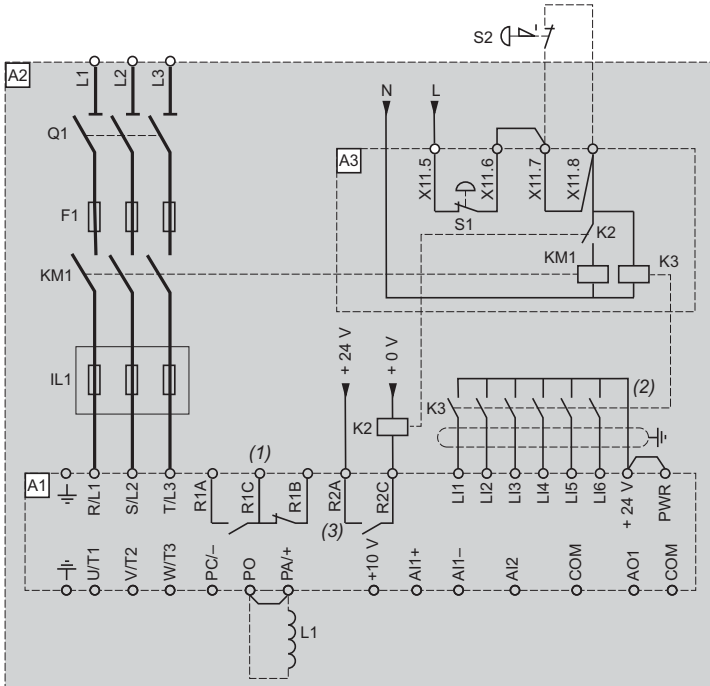 S2
A2
L1
L2
L3
N
L
Q1
A3
X11.5
X11.6
X11.7
X11.8
S1
K2
F1
KM1
KM1
K3
+ 24 V
+ 0 V
IL1
K2
K3
(2)
(1)
A1
R/L1
S/L2
T/L3
R1A
R1C
R1B
R2A
R2C
LI1
LI2
LI3
LI4
LI5
LI6
+ 24 V
PWR
(3)
U/T1
V/T2
W/T3
PC/–
PO
PA/+
+10 V
AI1+
AI1–
AI2
COM
AO1
COM
L1